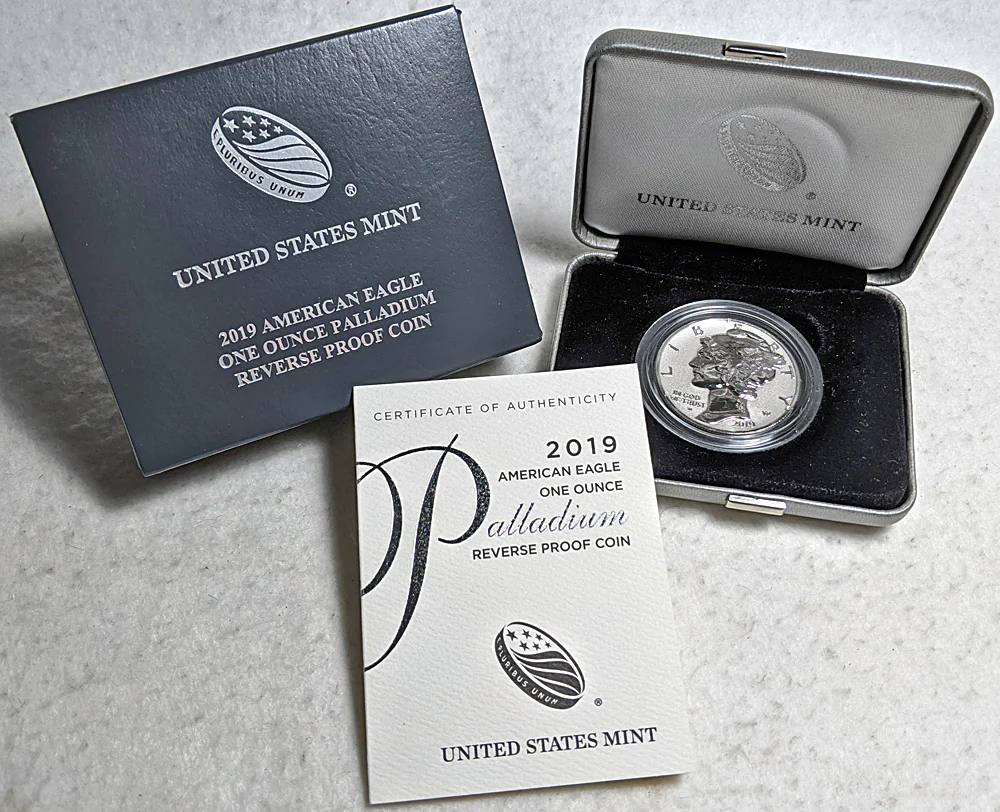 E PLURIBUS UNUM
®
UNITED STATES MINT
2019 AMERICAN EAGLE
ONE OUNCE PALLADIUM
REVERSE PROOF COIN
®
UNITED STATES MINT
LIBERTY
IN GOD
WE TRUST
2019
W
CERTIFICATE OF AUTHENTICITY
2019
AMERICAN EAGLE
ONE OUNCE
Palladium
REVERSE PROOF COIN
E PLURIBUS UNUM
®
UNITED STATES MINT